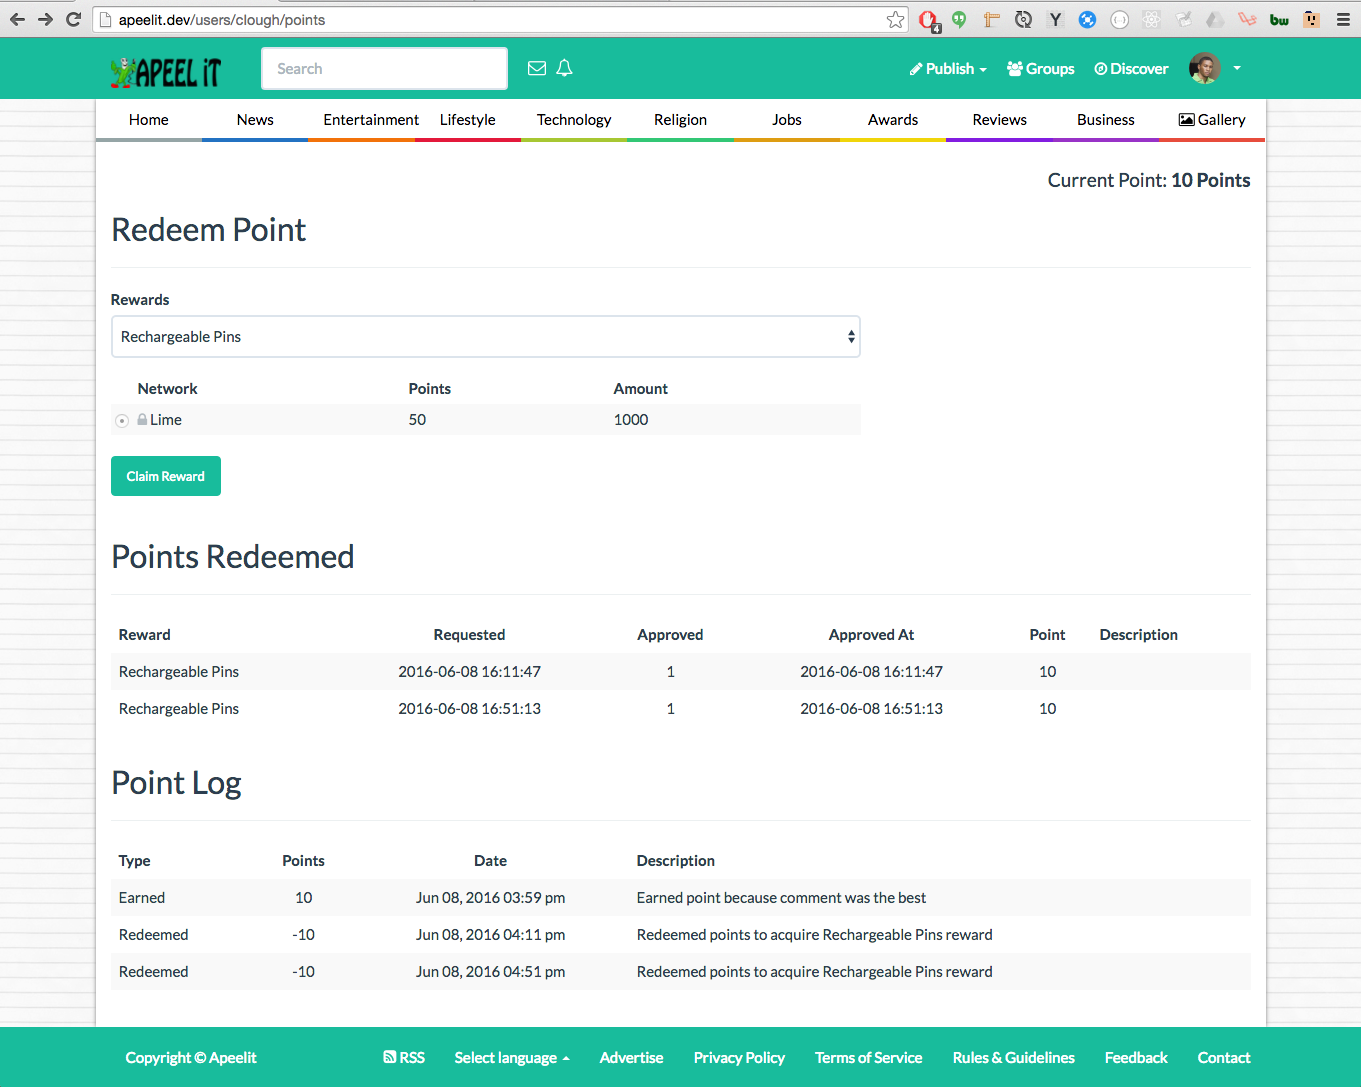 apeelit.dev/users/clough/points
4
Y
bw
APEEL iT
Search
Publish Groups Discover
Home News Entertainment Lifestyle Technology Religion Jobs Awards Reviews Business Gallery
Current Point: 10 Points
Redeem Point
Rewards
Rechargeable Pins
Network Points Amount
Lime 50 1000
Claim Reward
Points Redeemed
Reward Requested Approved Approved At Point Description
Rechargeable Pins 2016-06-08 16:11:47 1 2016-06-08 16:11:47 10
Rechargeable Pins 2016-06-08 16:51:13 1 2016-06-08 16:51:13 10
Point Log
Type Points Date Description
Earned 10 Jun 08, 2016 03:59 pm Earned point because comment was the best
Redeemed -10 Jun 08, 2016 04:11 pm Redeemed points to acquire Rechargeable Pins reward
Redeemed -10 Jun 08, 2016 04:51 pm Redeemed points to acquire Rechargeable Pins reward
Copyright © Apeelit RSS Select language Advertise Privacy Policy Terms of Service Rules & Guidelines Feedback Contact